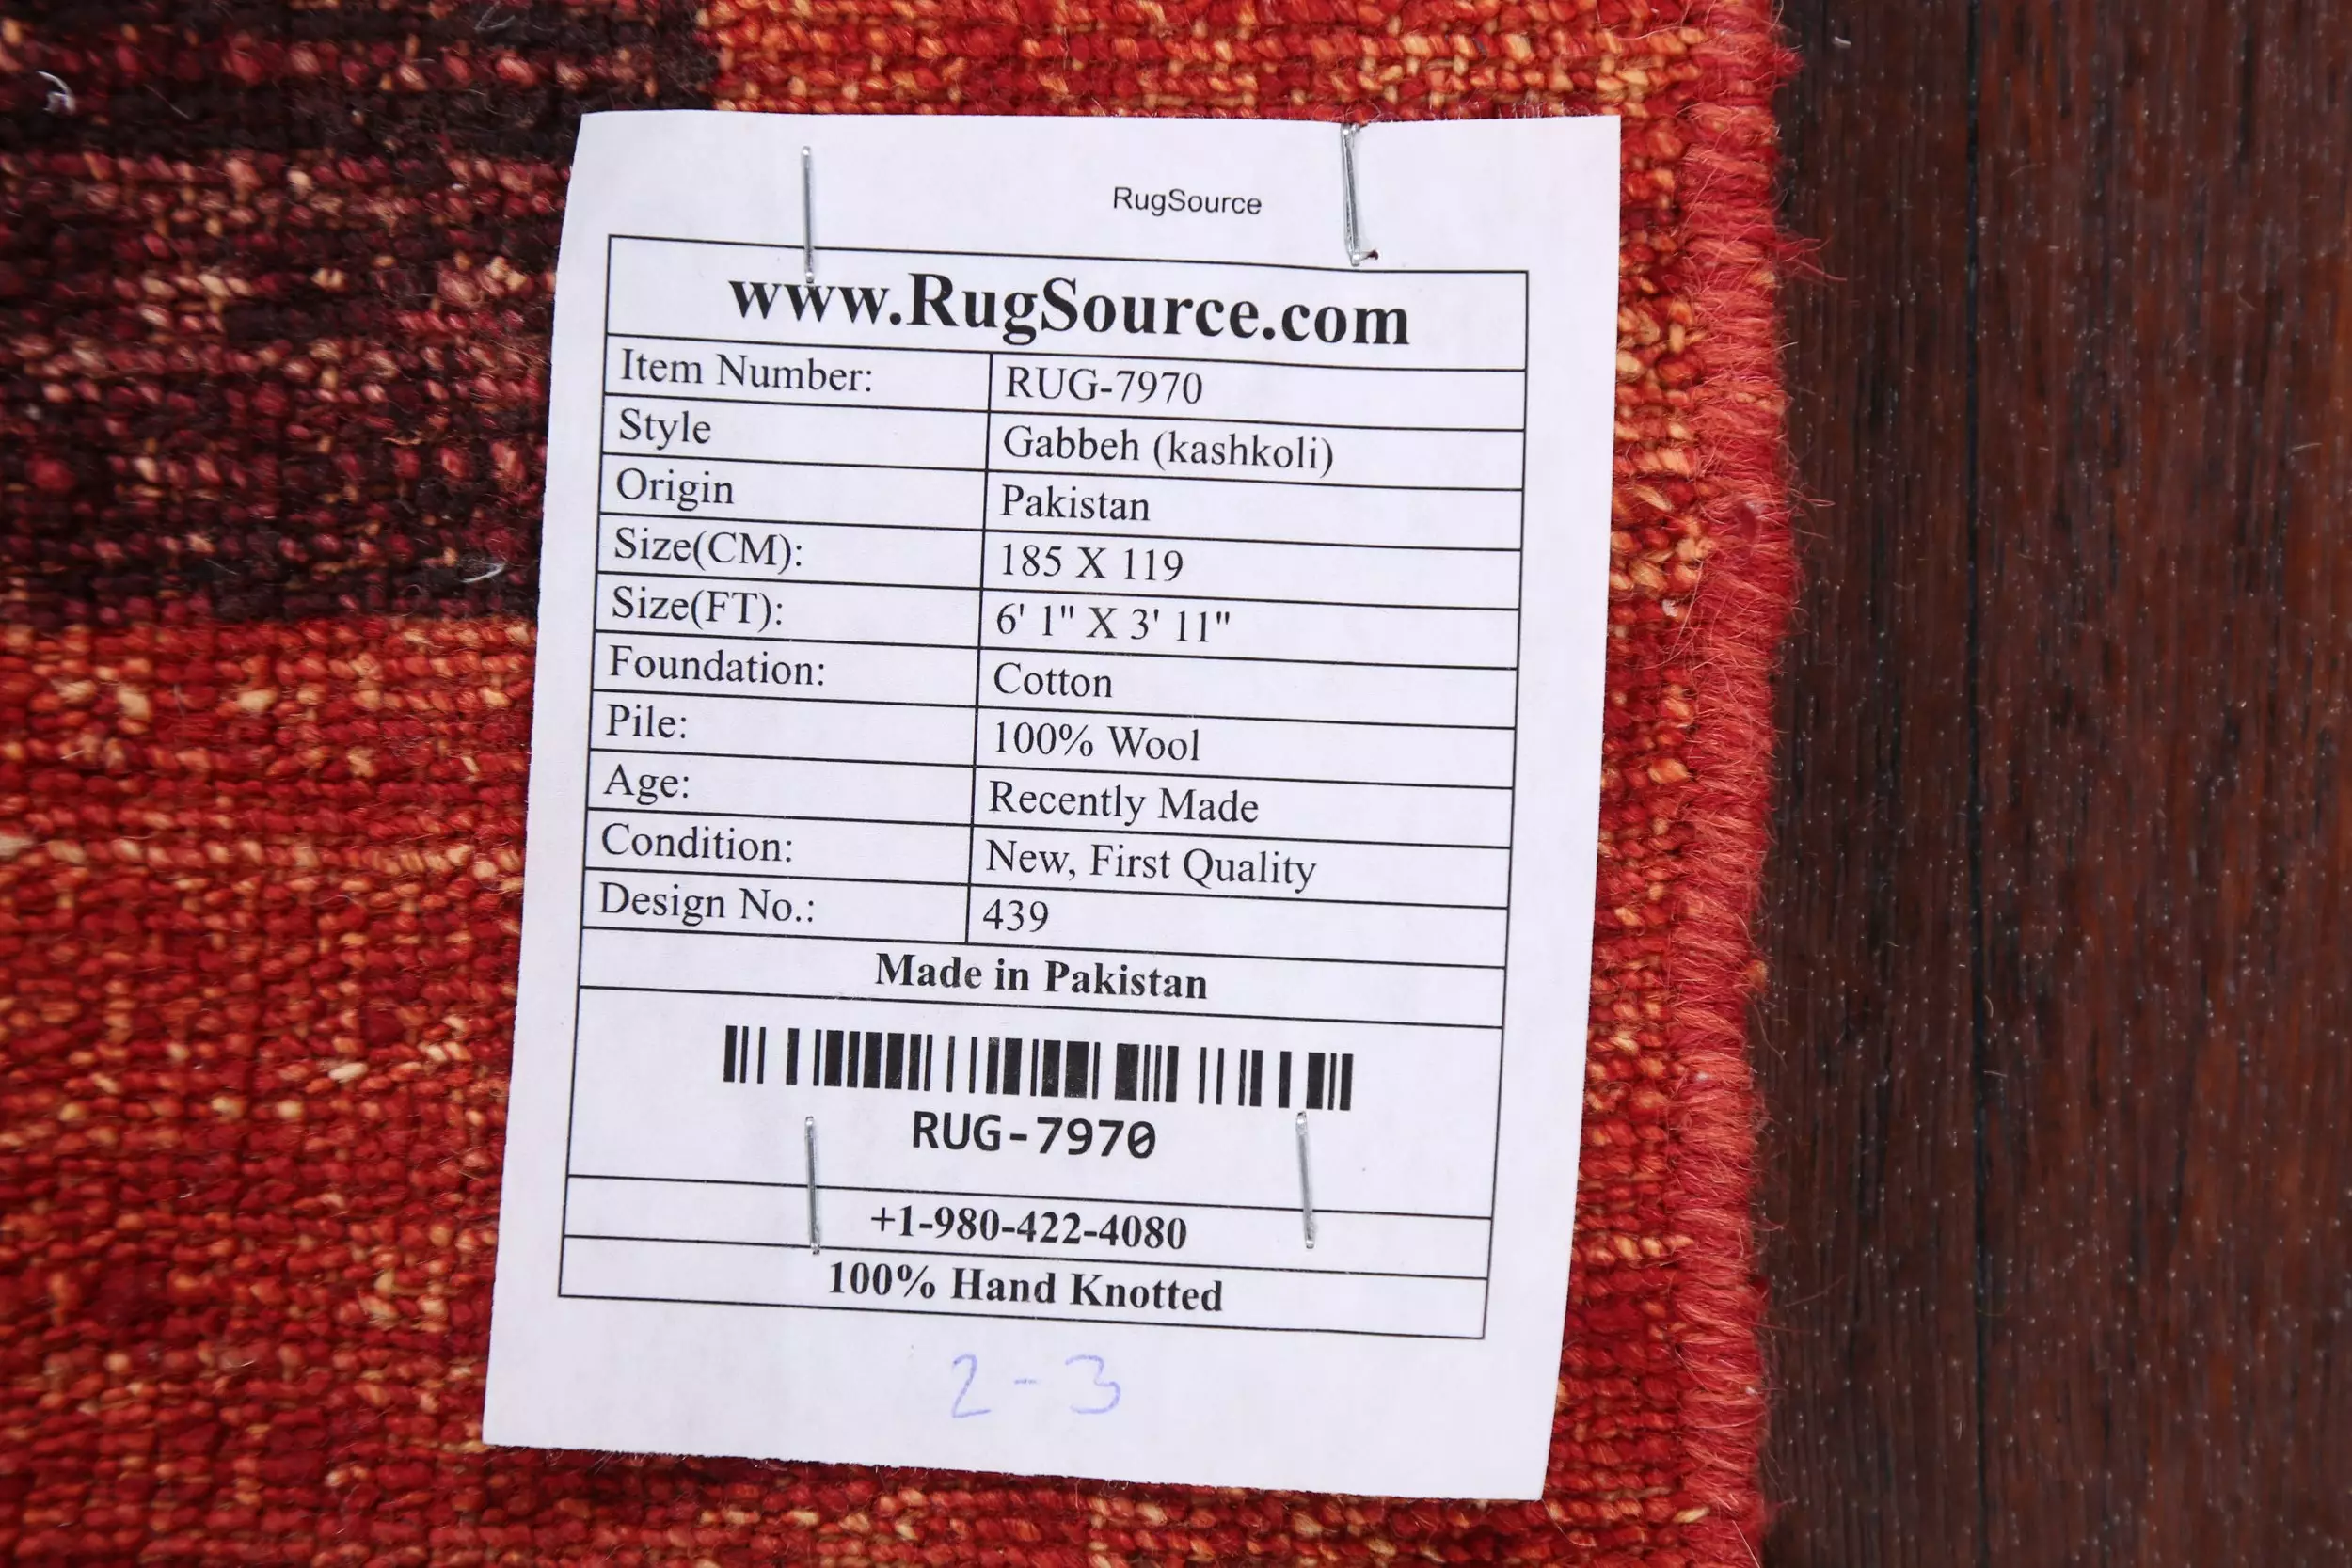 RugSource
www.RugSource.com
Item Number: RUG-7970
Style Gabbeh (kashkoli)
Origin Pakistan
Size(CM): 185 X 119
Size(FT): 6' 1" X 3' 11"
Foundation: Cotton
Pile: 100% Wool
Age: Recently Made
Condition: New, First Quality
Design No.: 439
Made in Pakistan
RUG-7970
+1-980-422-4080
100% Hand Knotted
2-3